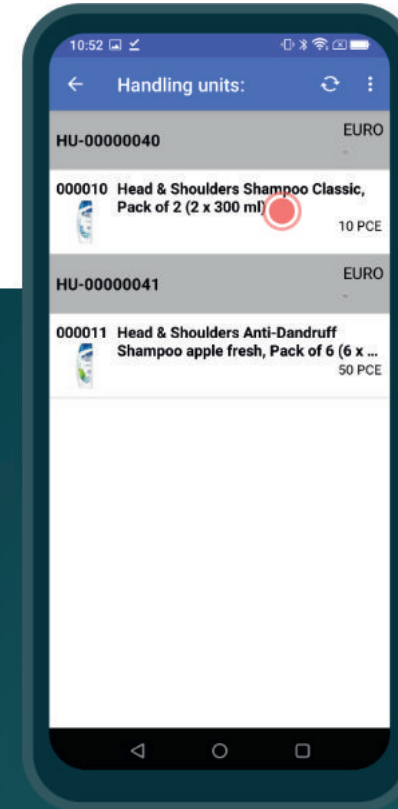 10:52
Handling units:
HU-00000040 EURO
-
000010 Head & Shoulders Shampoo Classic,
Pack of 2 (2 x 300 ml)
10 PCE
HU-00000041 EURO
-
000011 Head & Shoulders Anti-Dandruff
Shampoo apple fresh, Pack of 6 (6 x ...
50 PCE